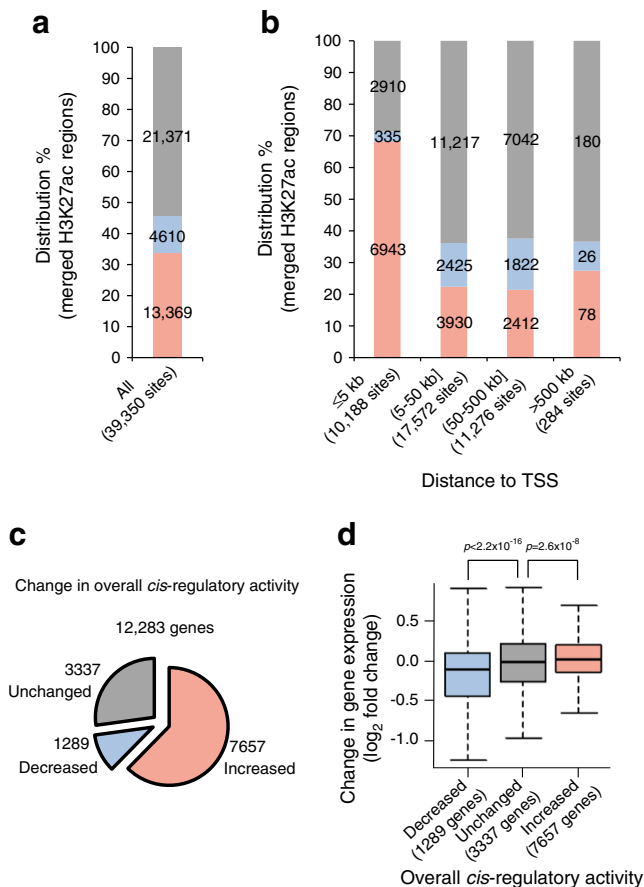 a
Distribution %
(merged H3K27ac regions)
100
90
80
70
60
50
40
30
20
10
0
21,371
4610
13,369
All
(39,350 sites)
b
Distribution %
(merged H3K27ac regions)
100
90
80
70
60
50
40
30
20
10
0
2910
335
6943
11,217
2425
3930
7042
1822
2412
180
26
78
≤5 kb
(10,188 sites)
(5-50 kb]
(17,572 sites)
(50-500 kb]
(11,276 sites)
>500 kb
(284 sites)
Distance to TSS
c
Change in overall cis-regulatory activity
12,283 genes
3337
Unchanged
1289
Decreased
7657
Increased
d
p<2.2x10⁻¹⁶ p=2.6x10⁻⁸
Change in gene expression
(log₂ fold change)
0.5
0.0
-0.5
-1.0
Decreased
(1289 genes)
Unchanged
(3337 genes)
Increased
(7657 genes)
Overall cis-regulatory activity